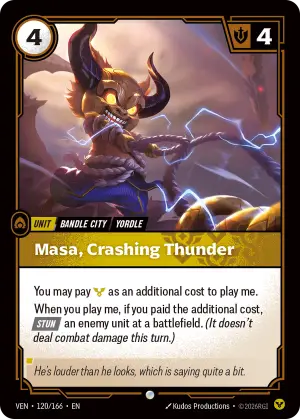 4
4
UNIT BANDLE CITY YORDLE
Masa, Crashing Thunder
You may pay as an additional cost to play me.
When you play me, if you paid the additional cost,
STUN an enemy unit at a battlefield. (It doesn't
deal combat damage this turn.)
He's louder than he looks, which is saying quite a bit.
VEN • 120/166 • EN
Kudos Productions • ©2026RGI